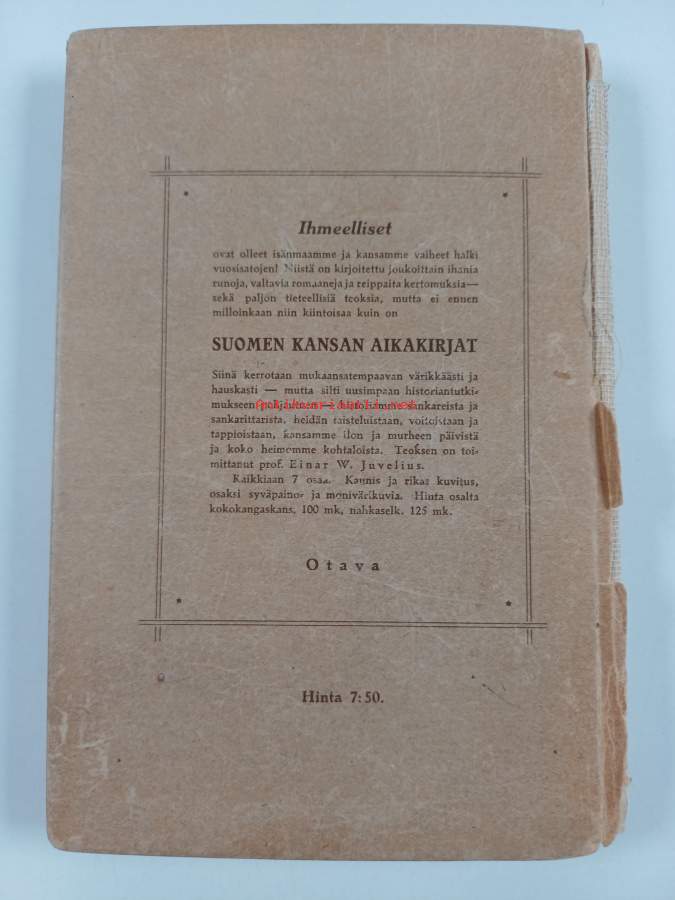 Ihmeelliset
ovat olleet isänmaamme ja kansamme vaiheet halki
vuosisatojen! Niistä on kirjoitettu joukoittain ihania
runoja, valtavia romaaneja ja reippaita kertomuksia—
sekä paljon tieteellisiä teoksia, mutta ei ennen
milloinkaan niin kiintoisaa kuin on
SUOMEN KANSAN AIKAKIRJAT
Siinä kerrotaan mukaansatempaavan värikkäästi ja
hauskasti — mutta silti uusimpaan historiantutki-
mukseen pohjautuen — historiamme sankareista ja
sankarittarista, heidän taisteluistaan, voitoistaan ja
tappioistaan, kansamme ilon ja murheen päivistä
ja koko heimomme kohtaloista. Teoksen on toi-
mittanut prof. Einar W. Juvelius.
Kaikkiaan 7 osaa. Kaunis ja rikas kuvitus,
osaksi syväpaino- ja monivärikuvia. Hinta osalta
kokokangaskans. 100 mk, nahkaselk. 125 mk.
Otava
Hinta 7:50.